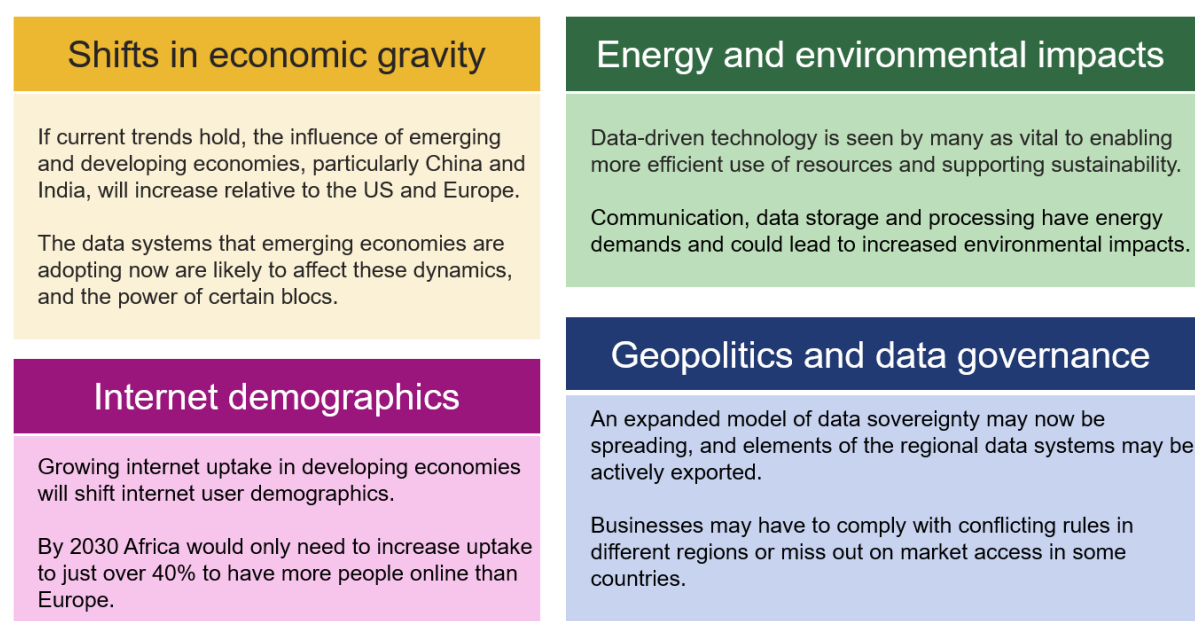 Shifts in economic gravity
If current trends hold, the influence of emerging
and developing economies, particularly China and
India, will increase relative to the US and Europe.
The data systems that emerging economies are
adopting now are likely to affect these dynamics,
and the power of certain blocs.
Internet demographics
Growing internet uptake in developing economies
will shift internet user demographics.
By 2030 Africa would only need to increase uptake
to just over 40% to have more people online than
Europe.
Energy and environmental impacts
Data-driven technology is seen by many as vital to enabling
more efficient use of resources and supporting sustainability.
Communication, data storage and processing have energy
demands and could lead to increased environmental impacts.
Geopolitics and data governance
An expanded model of data sovereignty may now be
spreading, and elements of the regional data systems may be
actively exported.
Businesses may have to comply with conflicting rules in
different regions or miss out on market access in some
countries.